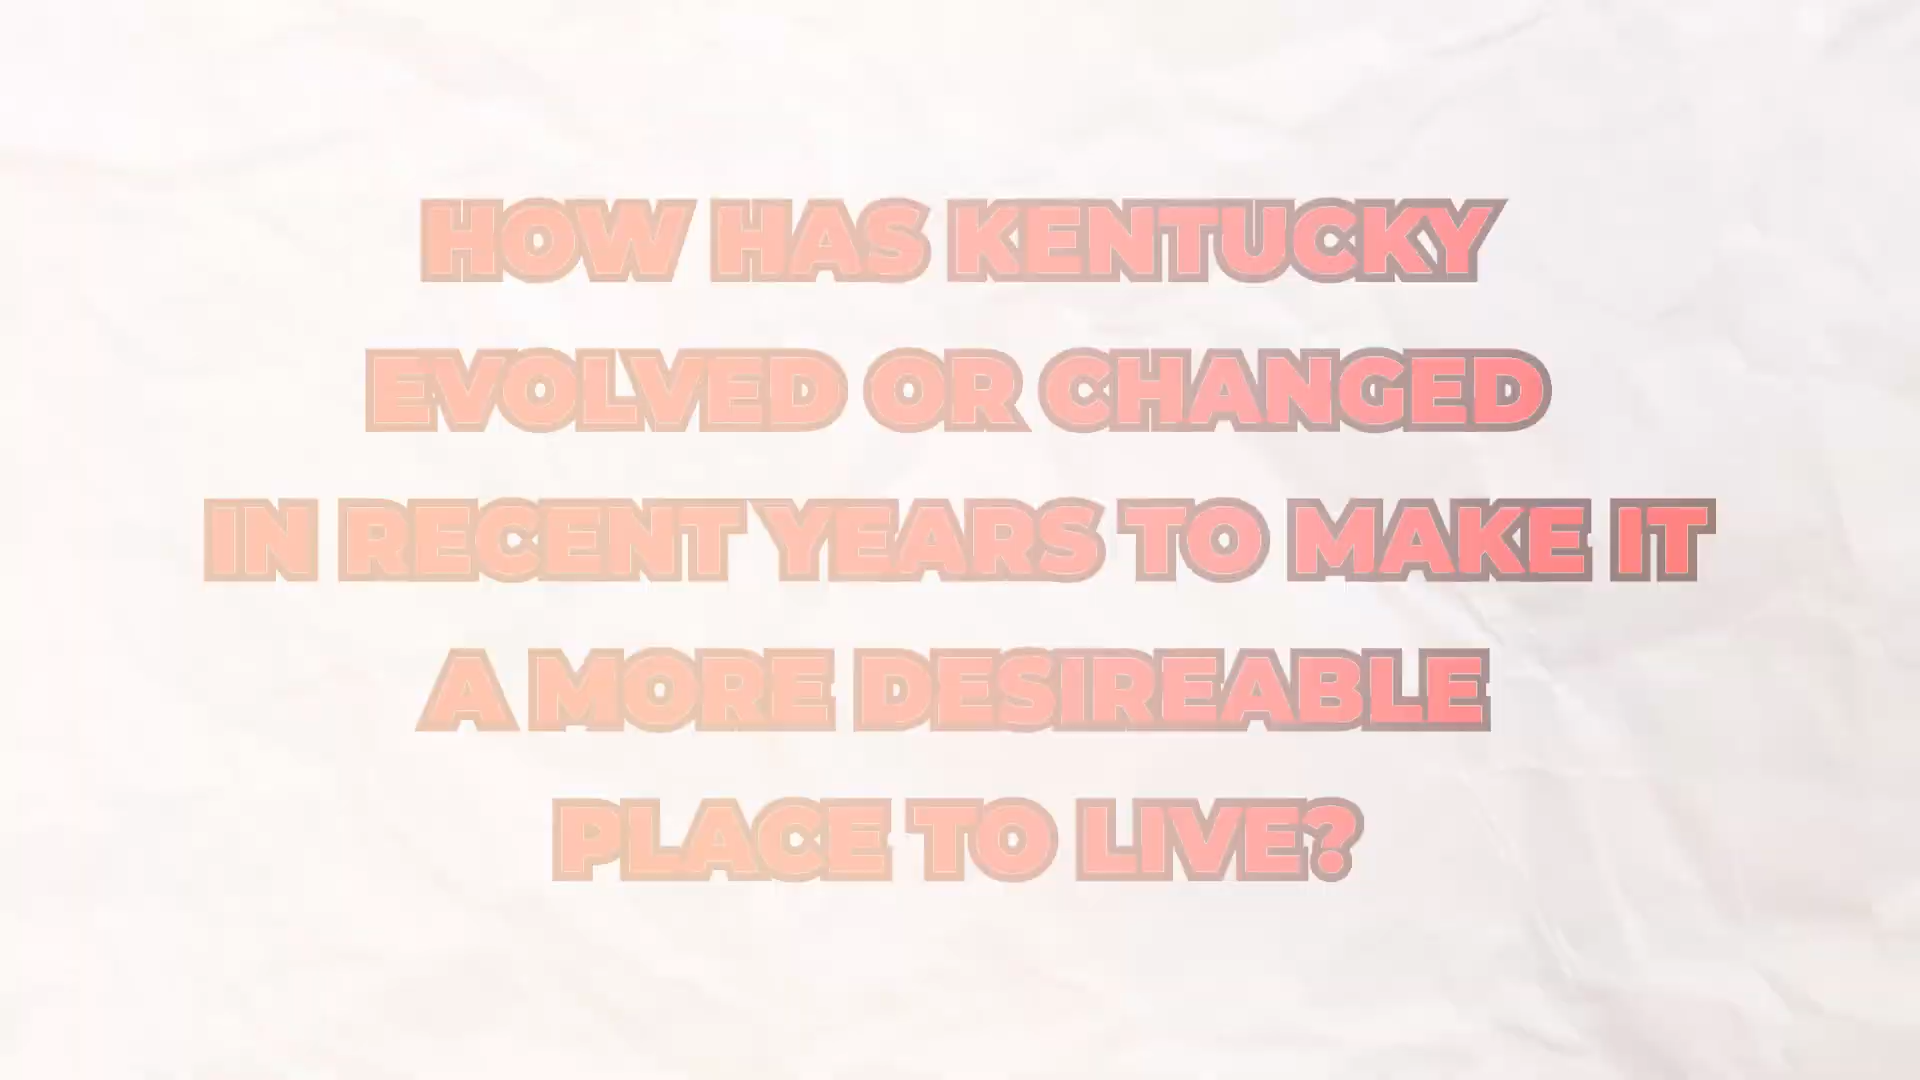 HOW HAS KENTUCKY
EVOLVED OR CHANGED
IN RECENT YEARS TO MAKE IT
A MORE DESIREABLE
PLACE TO LIVE?